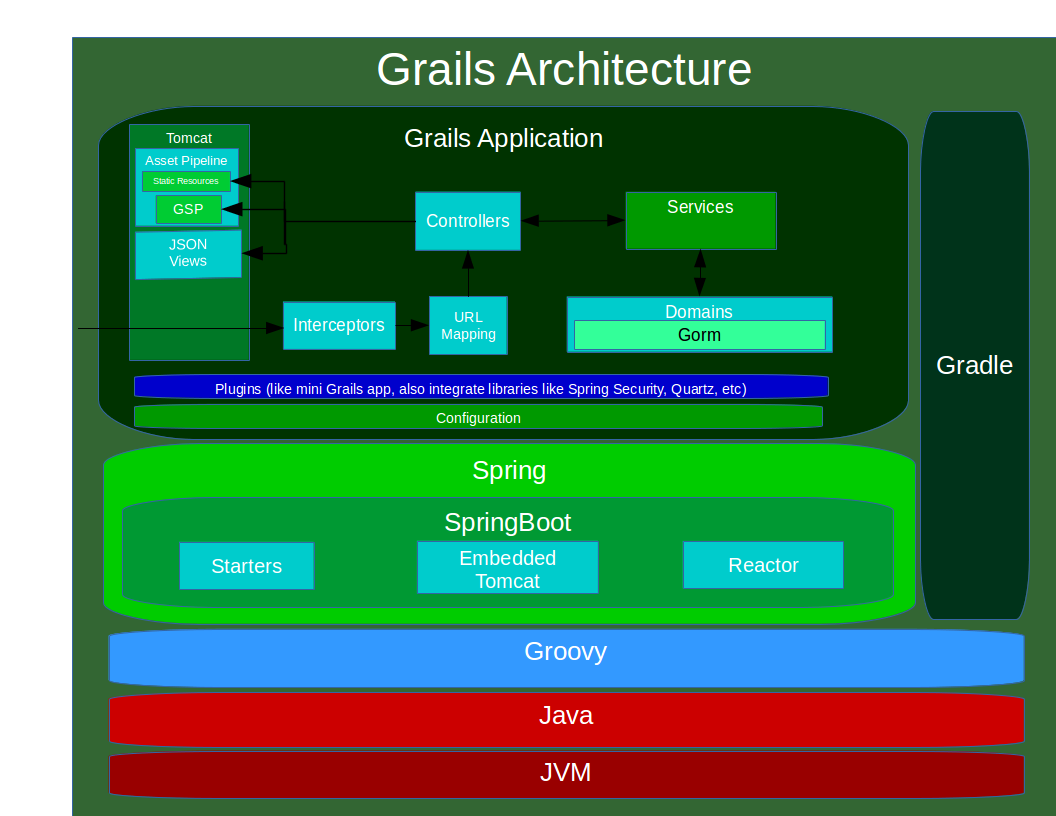 Grails Architecture
Grails Application
Tomcat
Asset Pipeline
Static Resources
GSP
JSON
Views
Controllers
Services
Interceptors
URL
Mapping
Domains
Gorm
Plugins (like mini Grails app, also integrate libraries like Spring Security, Quartz, etc)
Configuration
Gradle
Spring
SpringBoot
Starters
Embedded
Tomcat
Reactor
Groovy
Java
JVM